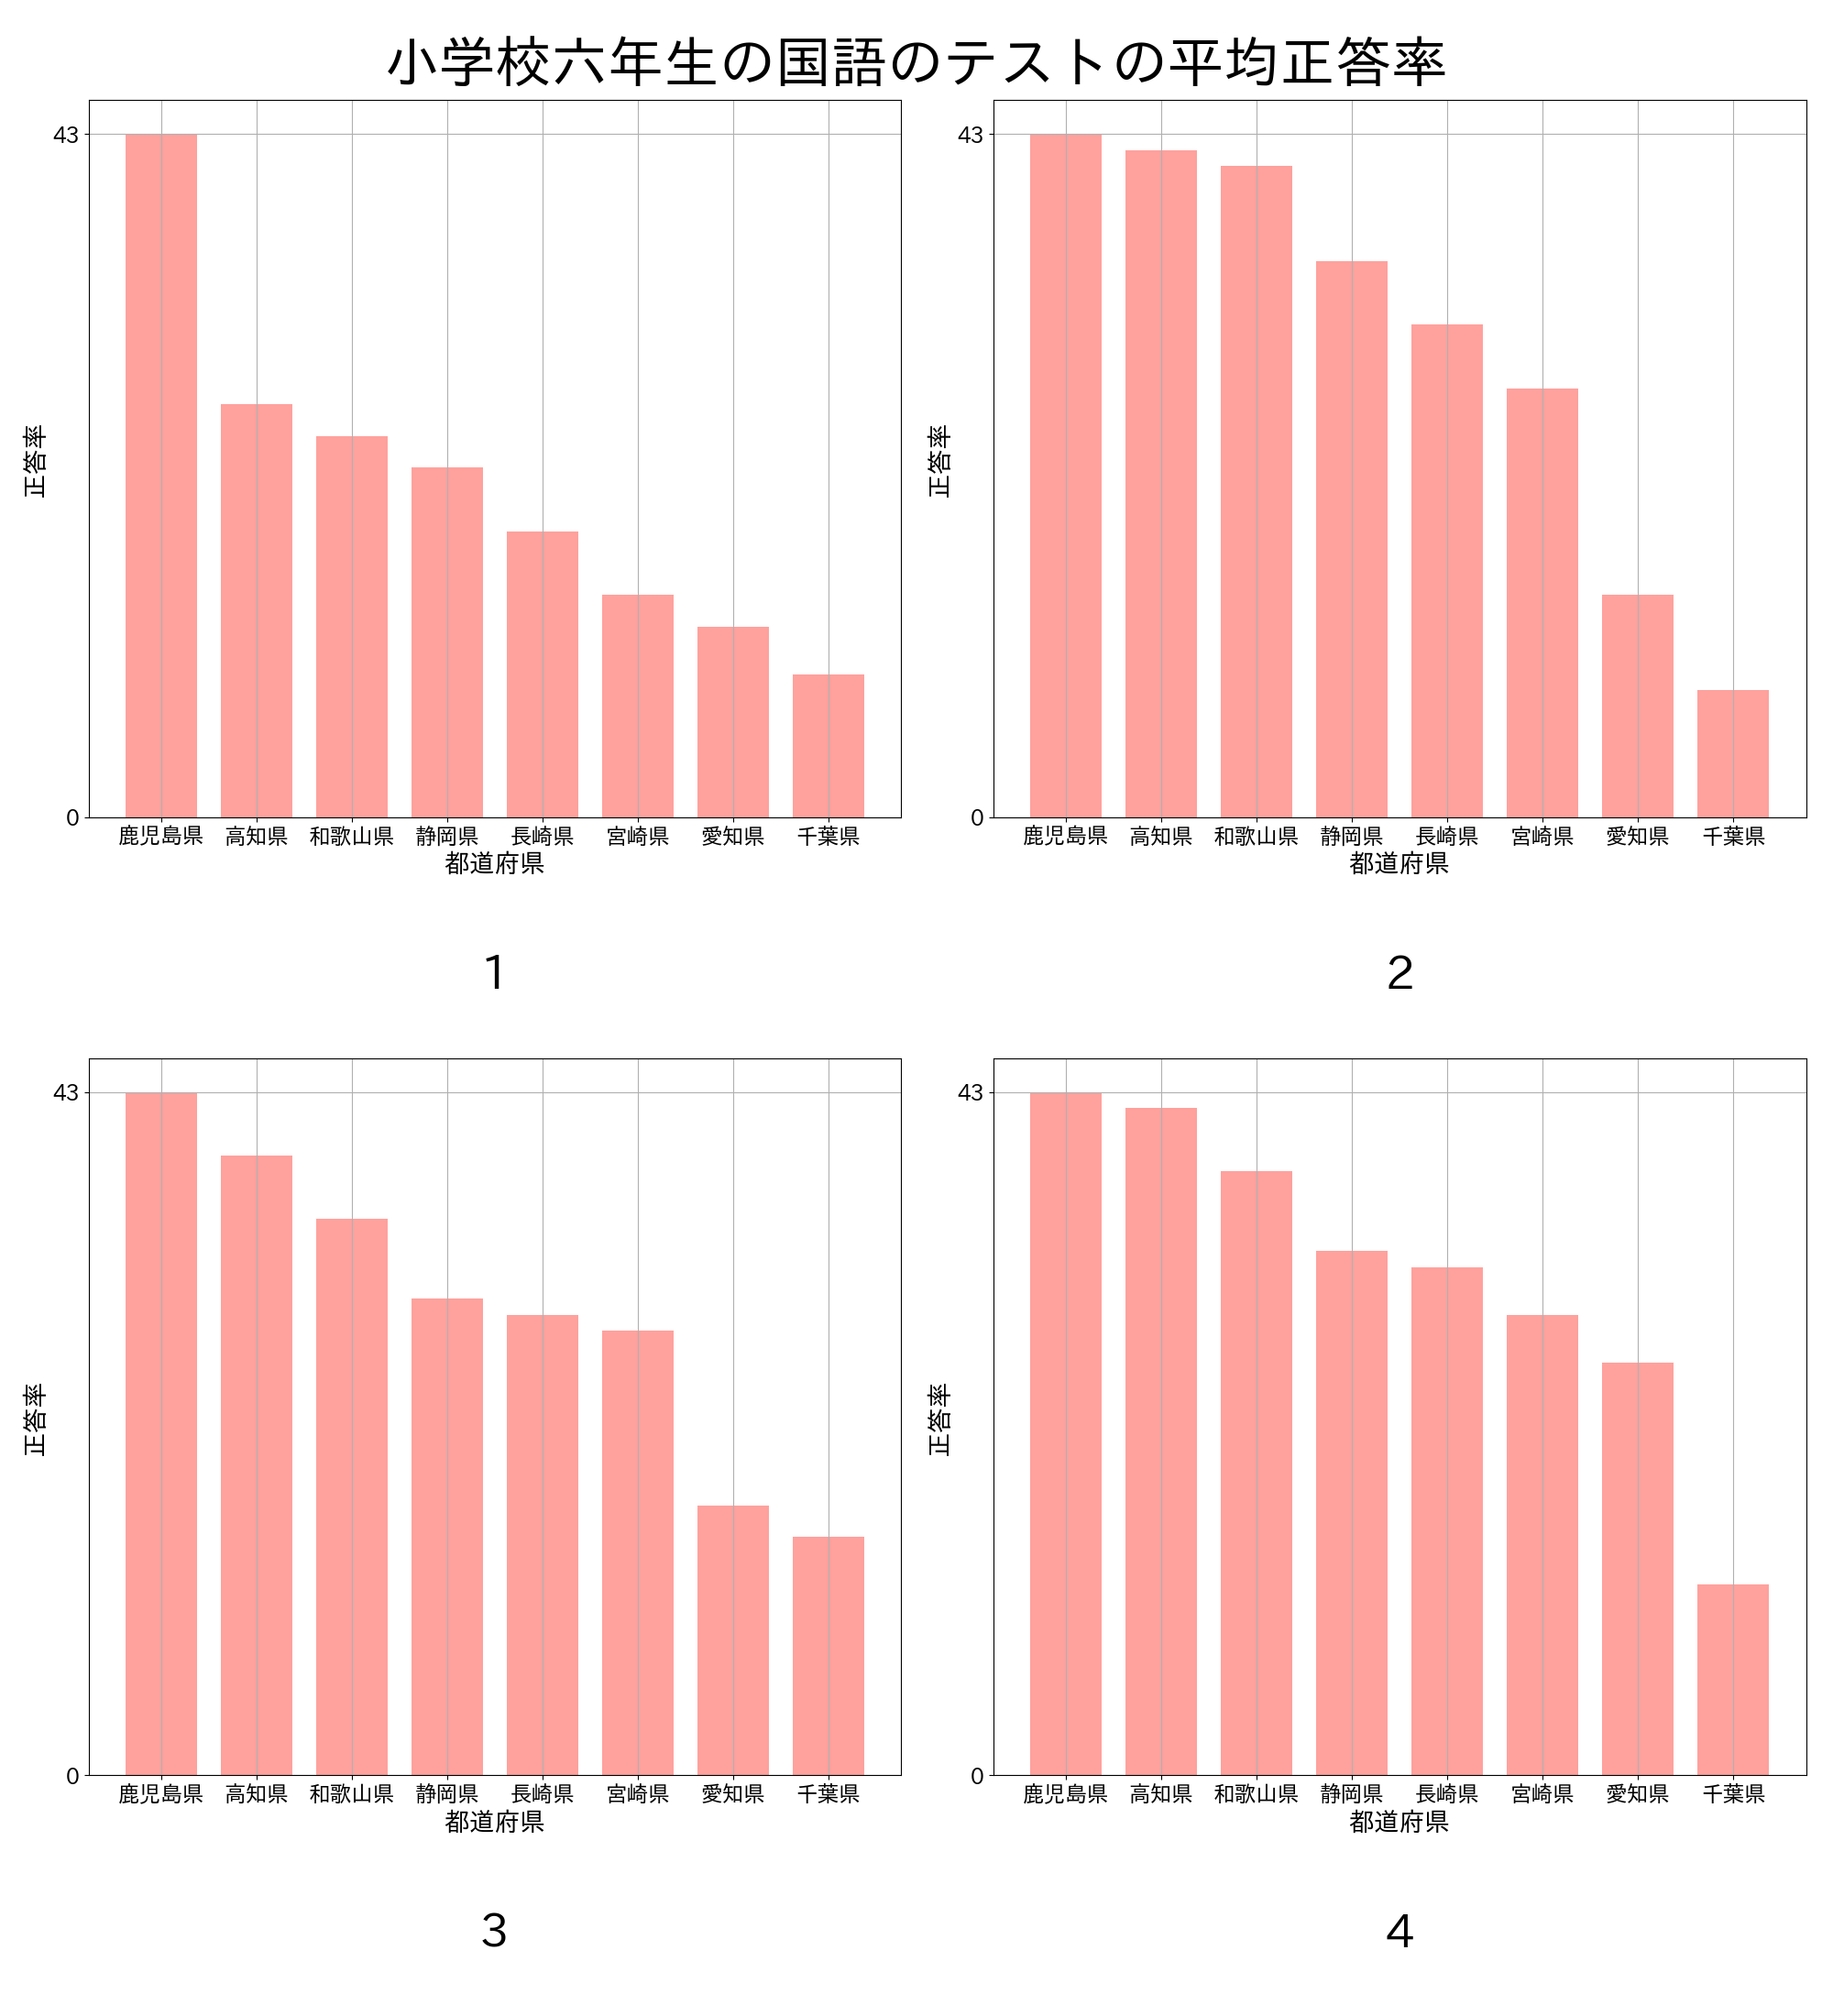 小学校六年生の国語のテストの平均正答率
43
0
正答率
鹿児島県 高知県 和歌山県 静岡県 長崎県 宮崎県 愛知県 千葉県
都道府県
1
43
0
正答率
鹿児島県 高知県 和歌山県 静岡県 長崎県 宮崎県 愛知県 千葉県
都道府県
2
43
0
正答率
鹿児島県 高知県 和歌山県 静岡県 長崎県 宮崎県 愛知県 千葉県
都道府県
3
43
0
正答率
鹿児島県 高知県 和歌山県 静岡県 長崎県 宮崎県 愛知県 千葉県
都道府県
4